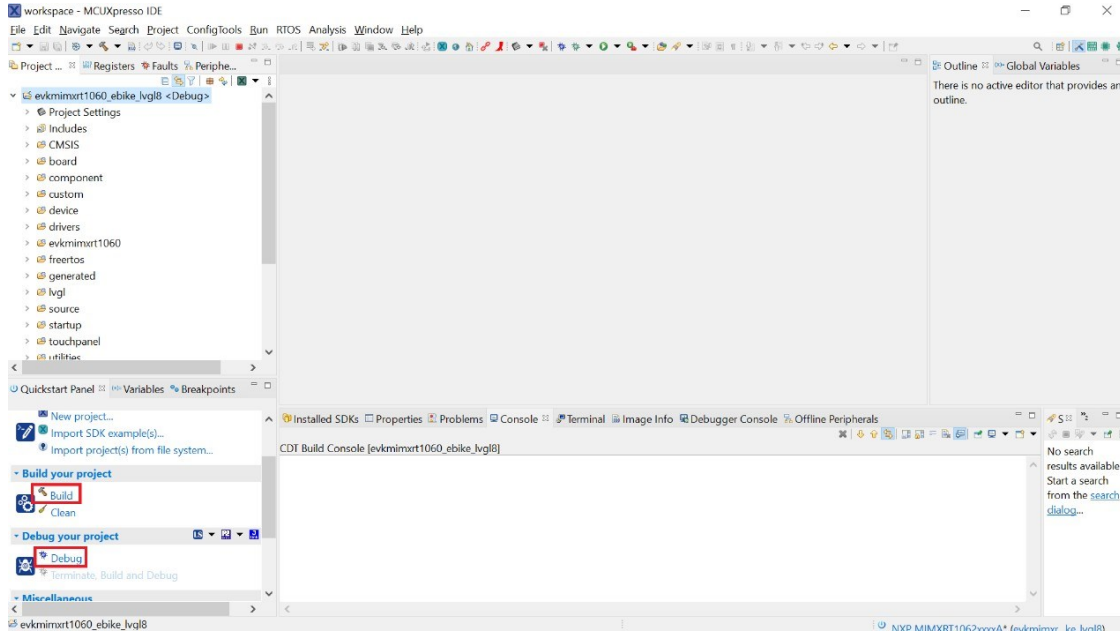 workspace - MCUXpresso IDE
File Edit Navigate Search Project ConfigTools Run RTOS Analysis Window Help
Project ... Registers Faults Periphe...
evkmimxrt1060_ebike_lvgl8 <Debug>
Project Settings
Includes
CMSIS
board
component
custom
device
drivers
evkmimxrt1060
freertos
generated
lvgl
source
startup
touchpanel
utilities
Quickstart Panel Variables Breakpoints
New project...
Import SDK example(s)...
Import project(s) from file system...
Build your project
Build
Clean
Debug your project
Debug
Terminate, Build and Debug
Miscellaneous
evkmimxrt1060_ebike_lvgl8
Outline Global Variables
There is no active editor that provides an
outline.
Installed SDKs Properties Problems Console Terminal Image Info Debugger Console Offline Peripherals
CDT Build Console [evkmimxrt1060_ebike_lvgl8]
S
No search
results available
Start a search
from the search
dialog...
NXP MIMXRT1062xxxxA* (evkmimxr...ke_lvgl8)